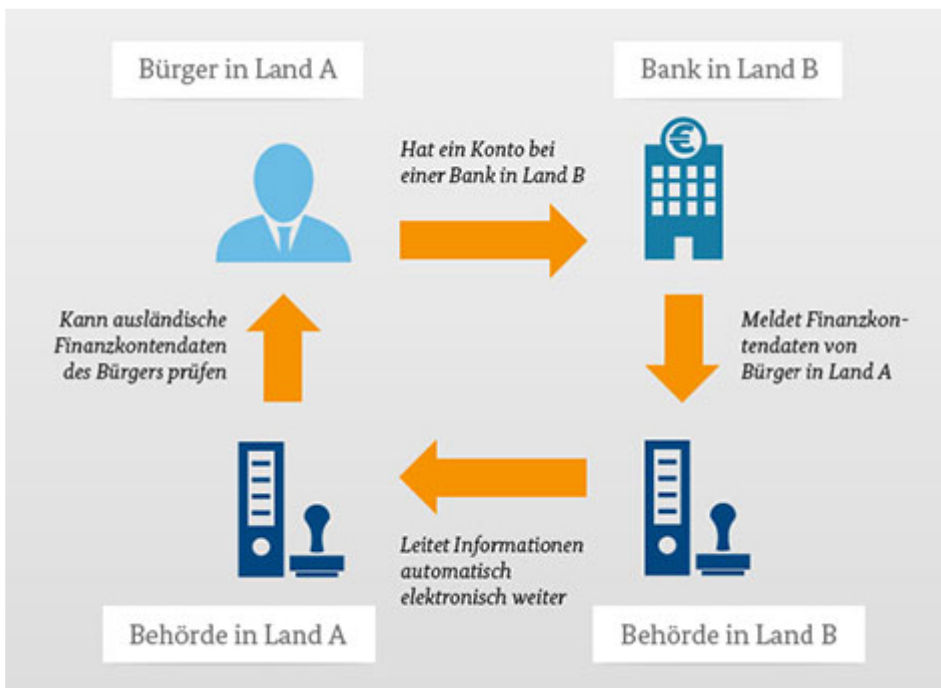 Bürger in Land A
Bank in Land B
€
Hat ein Konto bei
einer Bank in Land B
Kann ausländische
Finanzkontendaten
des Bürgers prüfen
Meldet Finanzkon-
tendaten von
Bürger in Land A
Leitet Informationen
automatisch
elektronisch weiter
Behörde in Land A
Behörde in Land B